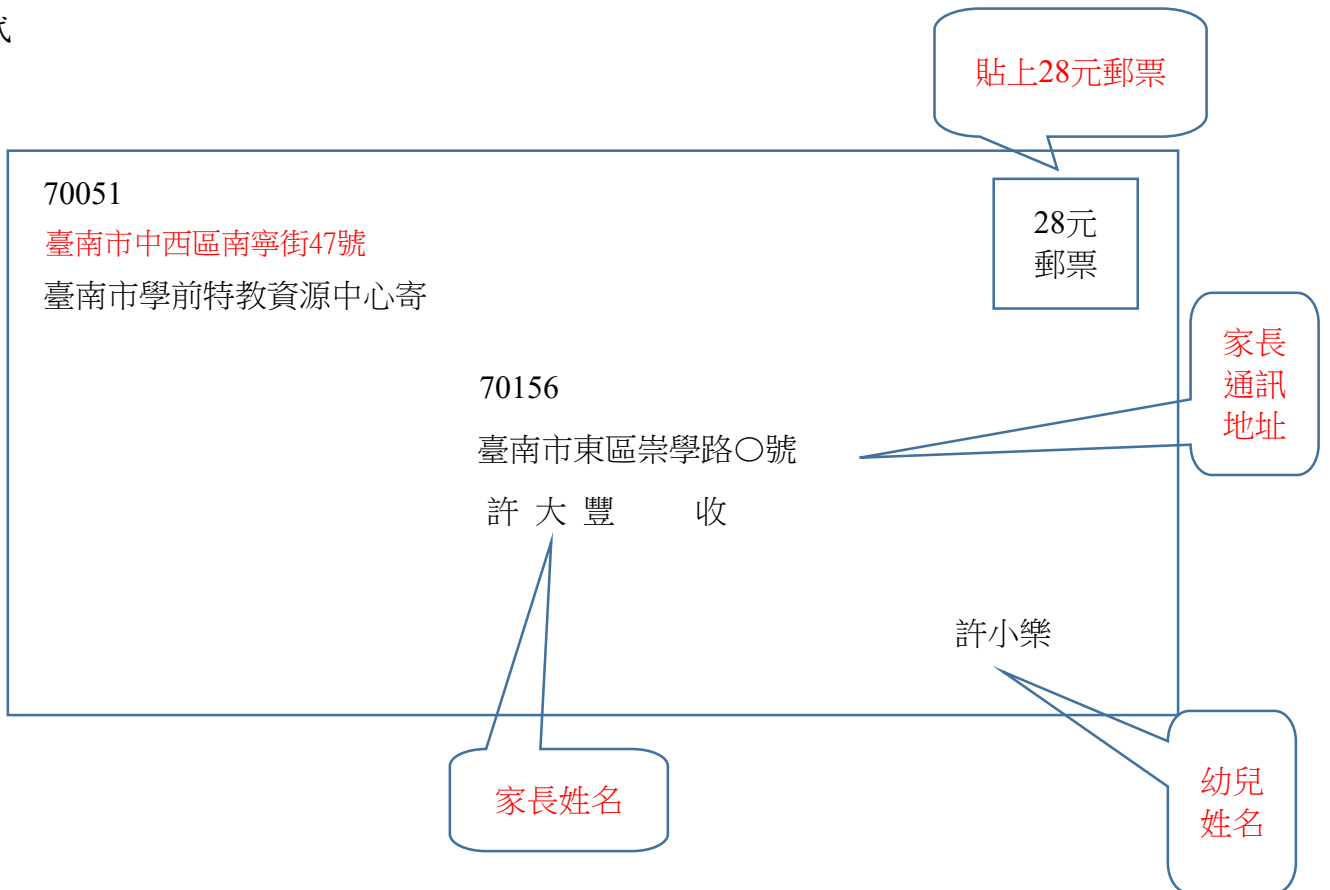 式
貼上28元郵票
70051
臺南市中西區南寧街47號
臺南市學前特教資源中心寄
28元
郵票
家長
通訊
地址
70156
臺南市東區崇學路〇號
許 大 豐 收
許小樂
家長姓名
幼兒
姓名